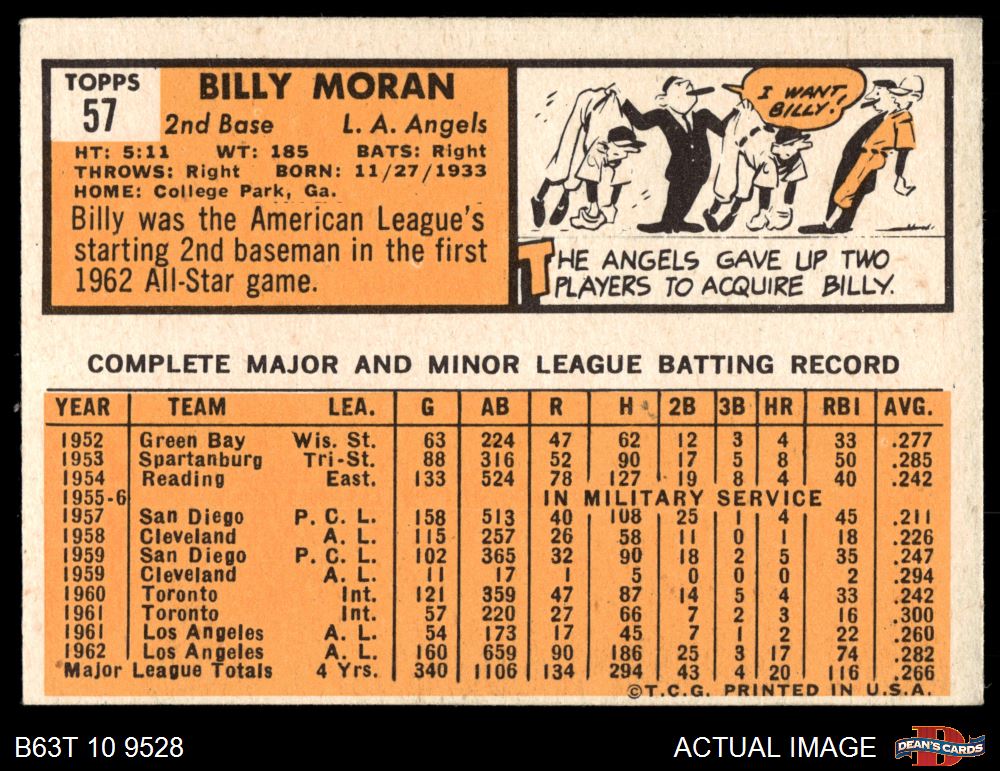 TOPPS
57
BILLY MORAN
2nd Base L. A. Angels
HT: 5:11 WT: 185 BATS: Right
THROWS: Right BORN: 11/27/1933
HOME: College Park, Ga.
Billy was the American League's
starting 2nd baseman in the first
1962 All-Star game.
I WANT
BILLY!
THE ANGELS GAVE UP TWO
PLAYERS TO ACQUIRE BILLY.
COMPLETE MAJOR AND MINOR LEAGUE BATTING RECORD
YEAR TEAM LEA. G AB R H 2B 3B HR RBI AVG.
1952 Green Bay Wis. St. 63 224 47 62 12 3 4 33 .277
1953 Spartanburg Tri-St. 88 316 52 90 17 5 8 50 .285
1954 Reading East. 133 524 78 127 19 8 4 40 .242
1955-6 IN MILITARY SERVICE
1957 San Diego P. C. L. 158 513 40 108 25 1 4 45 .211
1958 Cleveland A. L. 115 257 26 58 11 0 1 18 .226
1959 San Diego P. C. L. 102 365 32 90 18 2 5 35 .247
1959 Cleveland A. L. 11 17 1 5 0 0 0 2 .294
1960 Toronto Int. 121 359 47 87 14 5 4 33 .242
1961 Toronto Int. 57 220 27 66 7 2 3 16 .300
1961 Los Angeles A. L. 54 173 17 45 7 1 2 22 .260
1962 Los Angeles A. L. 160 659 90 186 25 3 17 74 .282
Major League Totals 4 Yrs. 340 1106 134 294 43 4 20 116 .266
©T.C.G. PRINTED IN U.S.A.
B63T 10 9528 ACTUAL IMAGE
DEAN'S CARDS